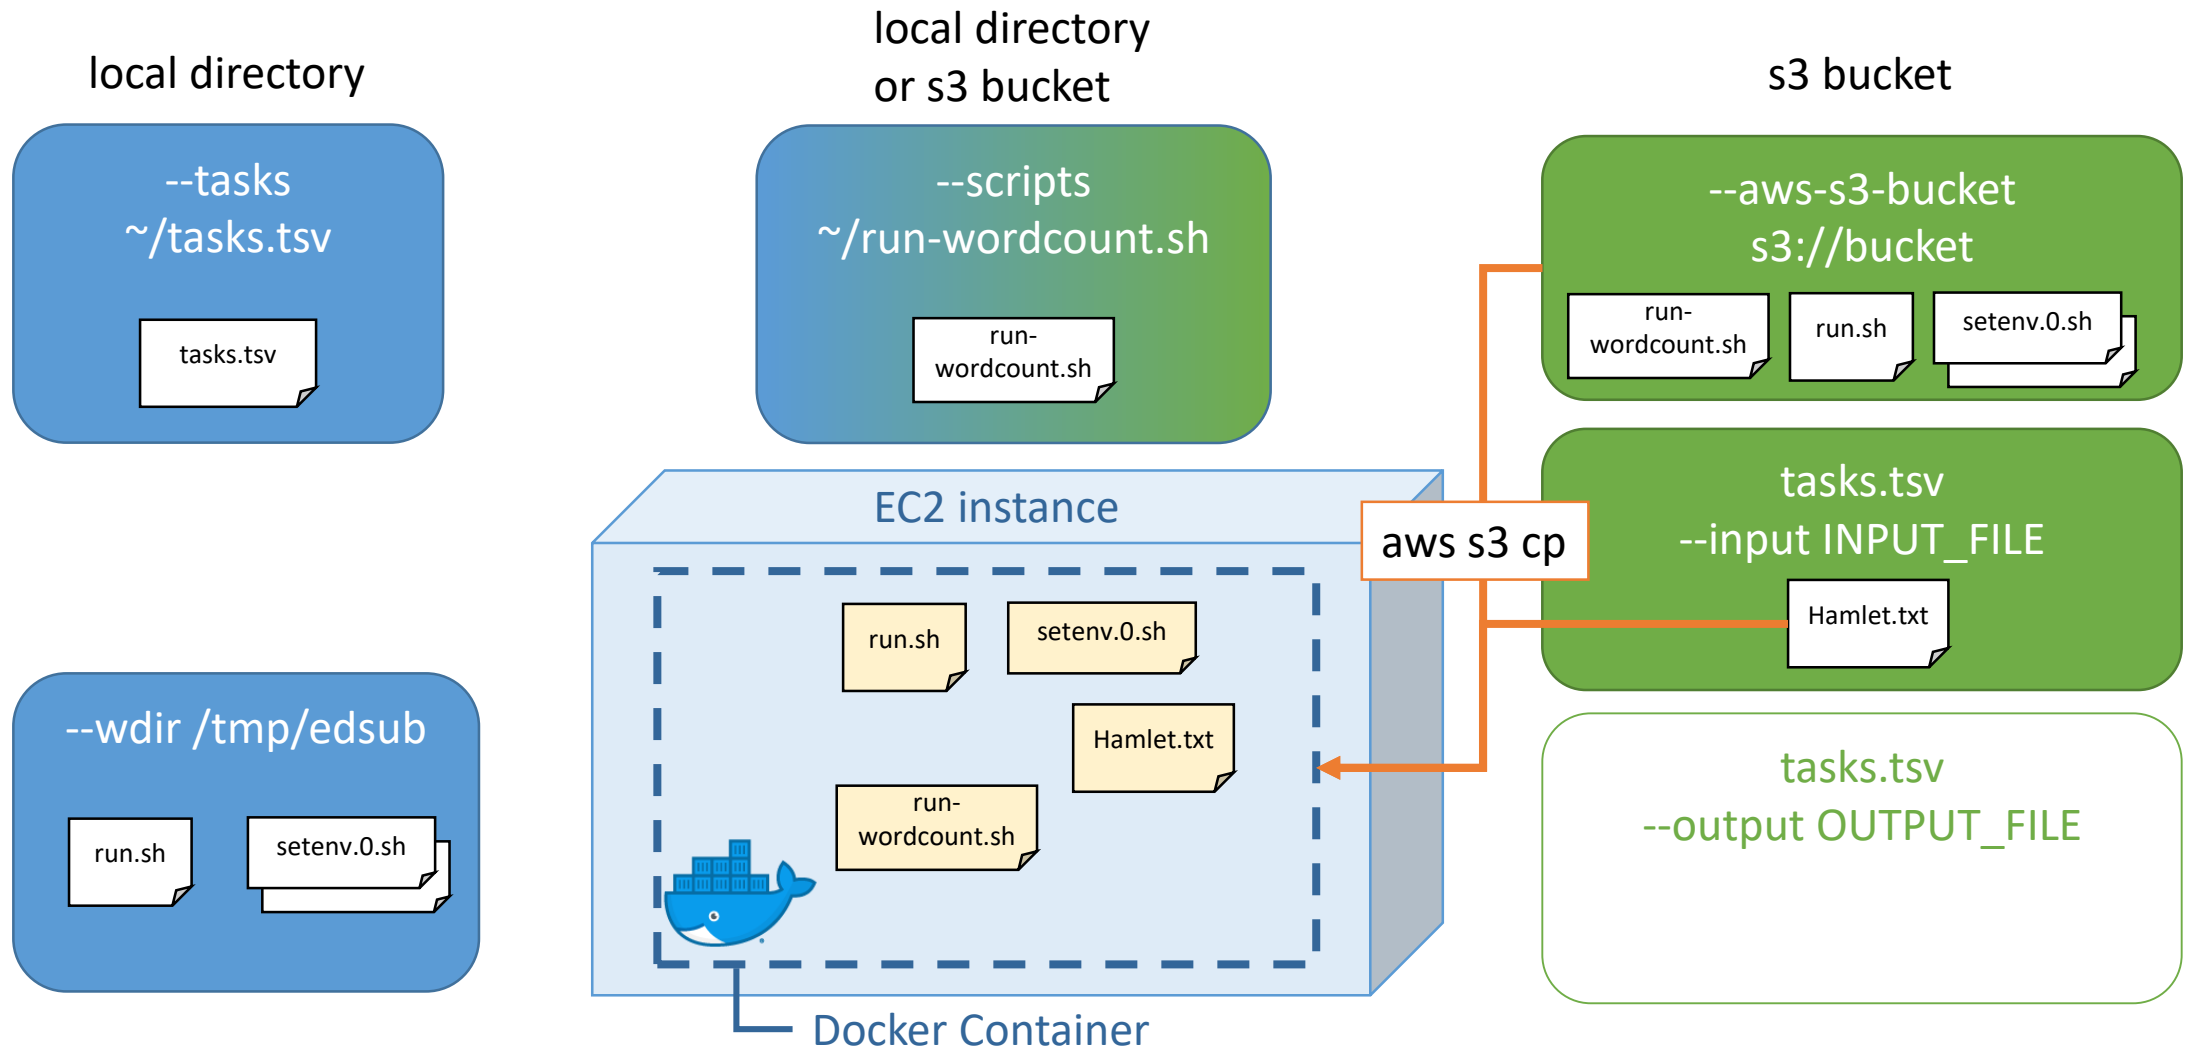 local directory
--tasks
~/tasks.tsv
tasks.tsv
--wdir /tmp/edsub
run.sh
setenv.0.sh
local directory
or s3 bucket
--scripts
~/run-wordcount.sh
run-
wordcount.sh
EC2 instance
run.sh
setenv.0.sh
Hamlet.txt
run-
wordcount.sh
Docker Container
aws s3 cp
s3 bucket
--aws-s3-bucket
s3://bucket
run-
wordcount.sh
run.sh
setenv.0.sh
tasks.tsv
--input INPUT_FILE
Hamlet.txt
tasks.tsv
--output OUTPUT_FILE